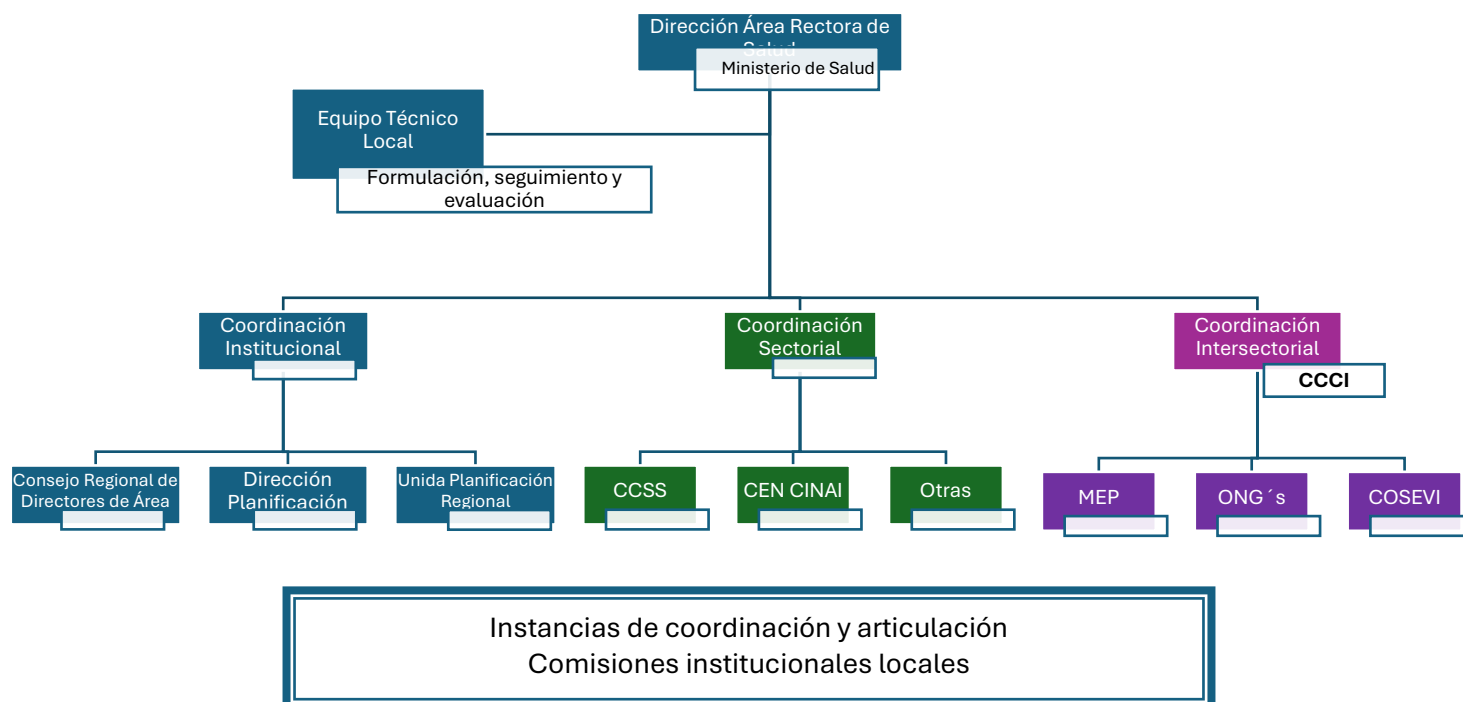 Dirección Área Rectora de
Salud
Ministerio de Salud
Equipo Técnico
Local
Formulación, seguimiento y
evaluación
Coordinación
Institucional
Coordinación
Sectorial
Coordinación
Intersectorial
CCCI
Consejo Regional de
Directores de Área
Dirección
Planificación
Unida Planificación
Regional
CCSS
CEN CINAI
Otras
MEP
ONG´s
COSEVI
Instancias de coordinación y articulación
Comisiones institucionales locales